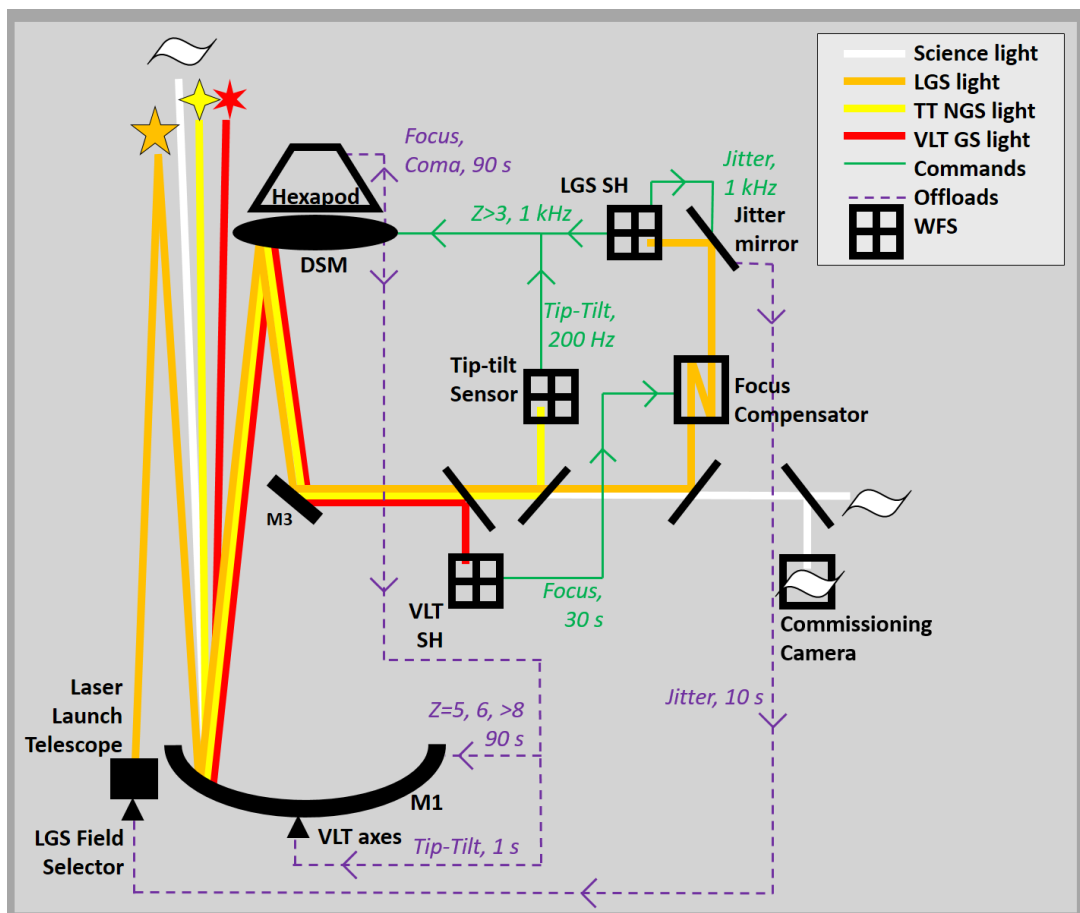 Science light
LGS light
TT NGS light
VLT GS light
Commands
Offloads
WFS
Focus,
Coma, 90 s
Hexapod
DSM
Z>3, 1 kHz
LGS SH
Jitter,
1 kHz
Jitter
mirror
Tip-Tilt,
200 Hz
Tip-tilt
Sensor
Focus
Compensator
M3
VLT
SH
Focus,
30 s
Commissioning
Camera
Laser
Launch
Telescope
Z=5, 6, >8
90 s
Jitter, 10 s
M1
LGS Field
Selector
VLT axes
Tip-Tilt, 1 s